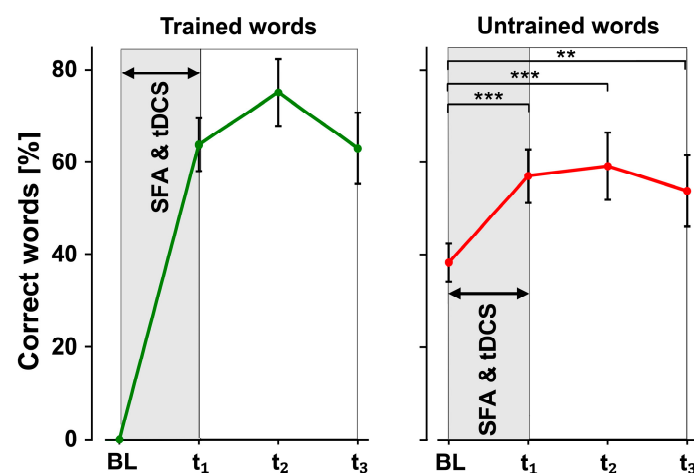 Trained words
Untrained words
Correct words [%]
80
60
40
20
0
SFA & tDCS
BL
t₁
t₂
t₃
**
***
***
SFA & tDCS
BL
t₁
t₂
t₃